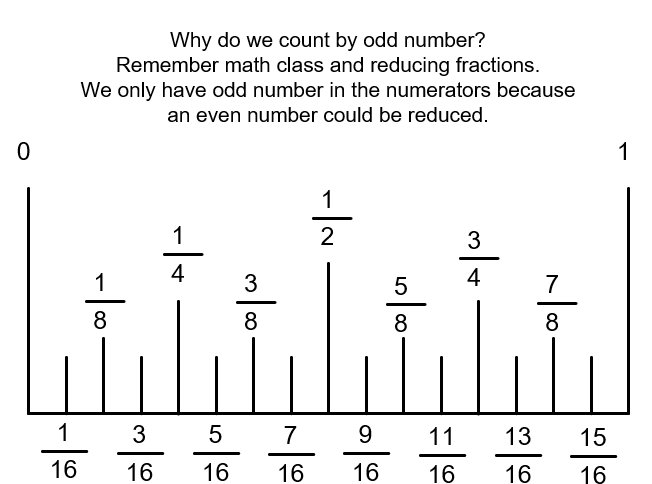 Why do we count by odd number?
Remember math class and reducing fractions.
We only have odd number in the numerators because
an even number could be reduced.
0 1
1/2
1/4 3/4
1/8 3/8 5/8 7/8
1/16 3/16 5/16 7/16 9/16 11/16 13/16 15/16